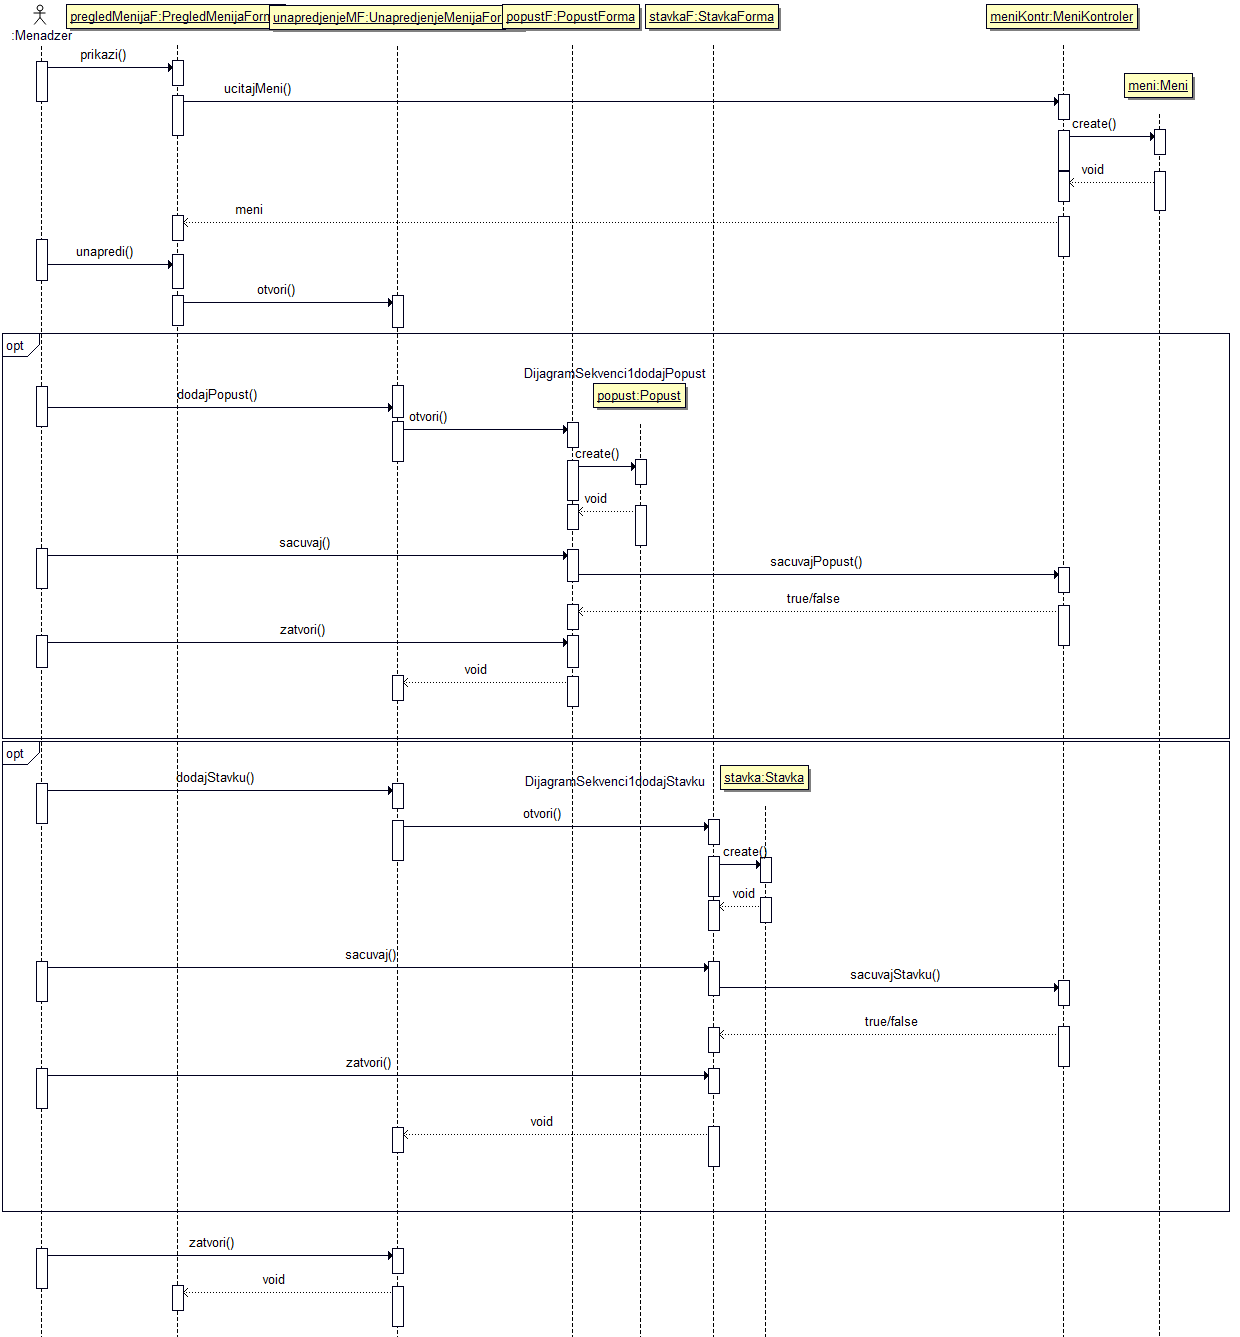 pregledMenijaF:PregledMenijaForm
unapredjenjeMF:UnapredjenjeMenijaFor
popustF:PopustForma
stavkaF:StavkaForma
meniKontr:MeniKontroler
:Menadzer
prikazi()
meni:Meni
ucitajMeni()
create()
void
meni
unapredi()
otvori()
opt
DijagramSekvenci1dodajPopust
dodajPopust()
popust:Popust
otvori()
create()
void
sacuvaj()
sacuvajPopust()
true/false
zatvori()
void
opt
dodajStavku()
DijagramSekvenci1dodajStavku
stavka:Stavka
otvori()
create()
void
sacuvaj()
sacuvajStavku()
true/false
zatvori()
void
zatvori()
void